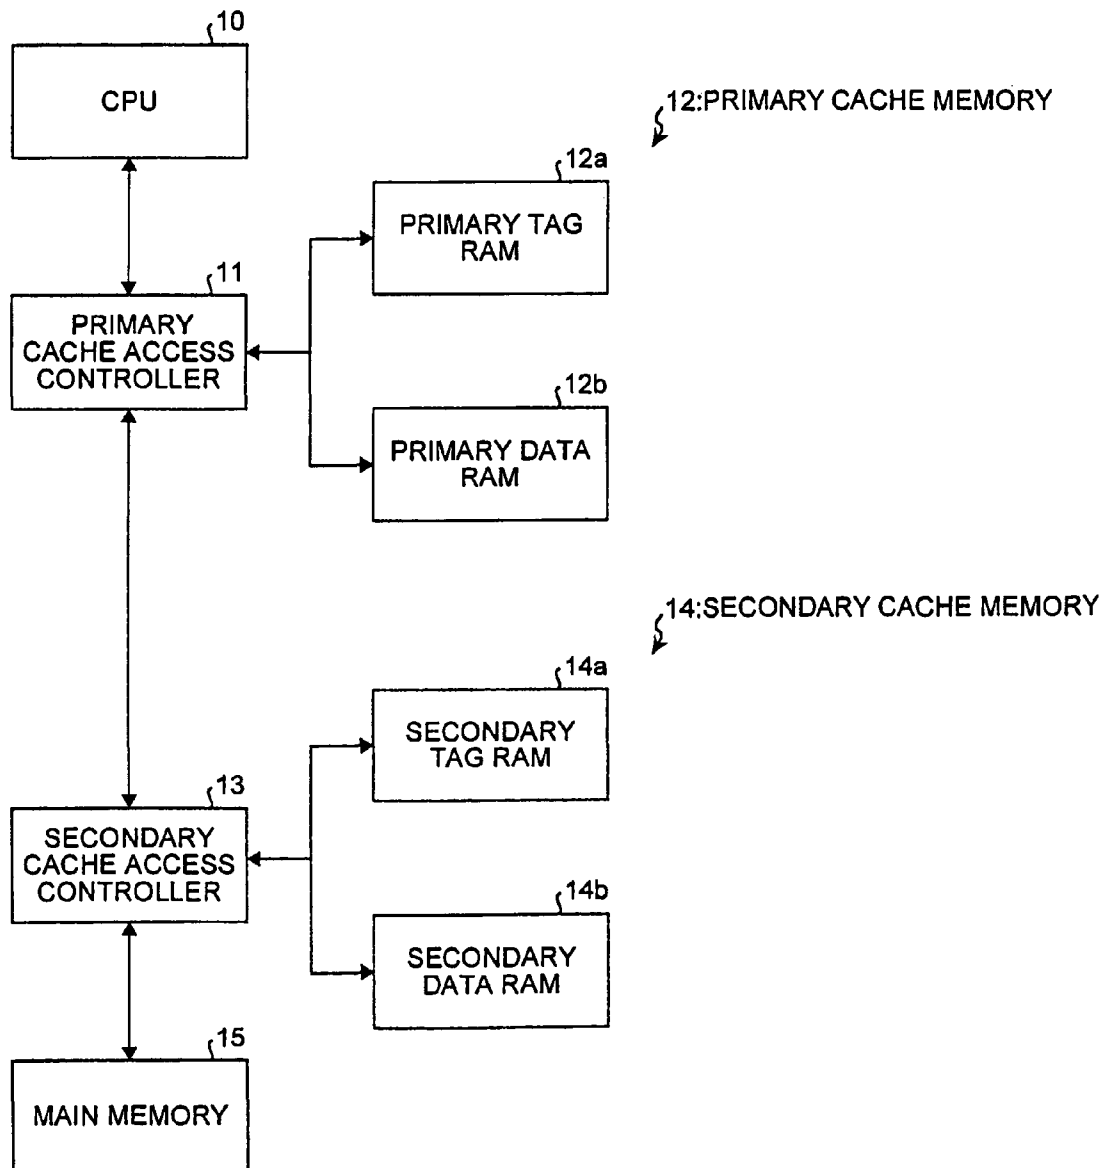 10
CPU
12:PRIMARY CACHE MEMORY
12a
PRIMARY TAG
RAM
11
PRIMARY
CACHE ACCESS
CONTROLLER
12b
PRIMARY DATA
RAM
14:SECONDARY CACHE MEMORY
14a
SECONDARY
TAG RAM
13
SECONDARY
CACHE ACCESS
CONTROLLER
14b
SECONDARY
DATA RAM
15
MAIN MEMORY